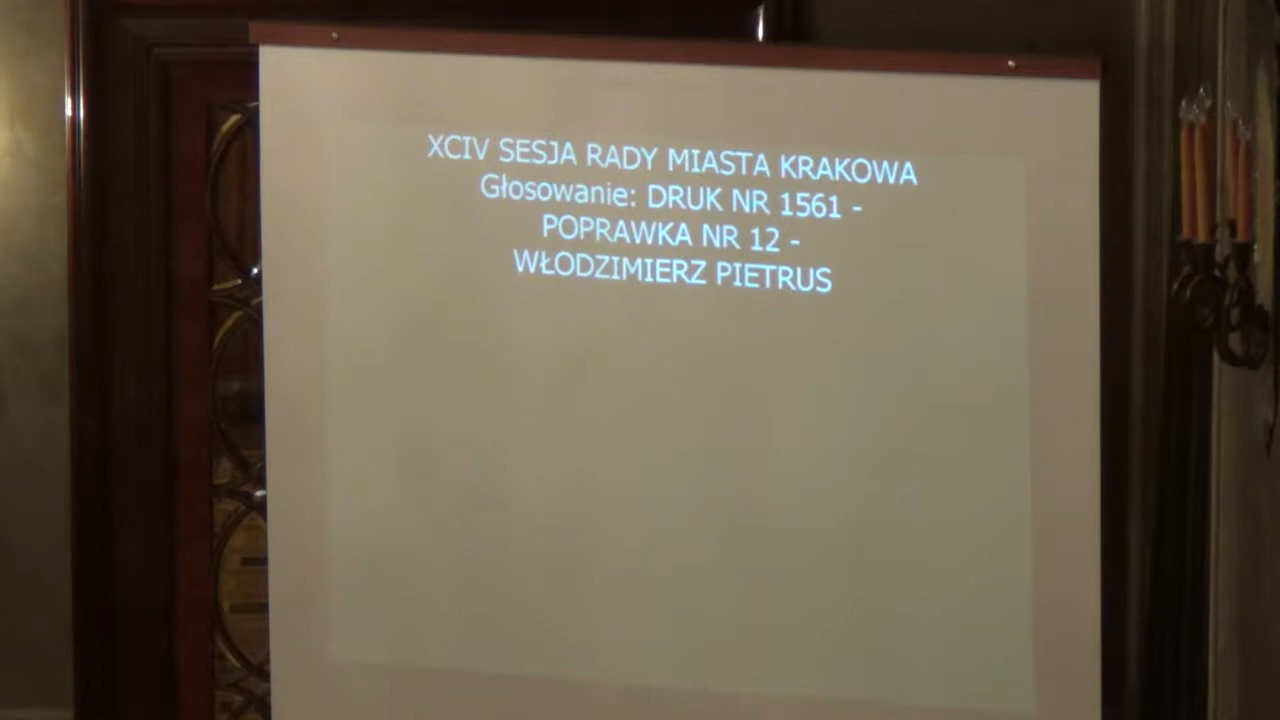 XCIV SESJA RADY MIASTA KRAKOWA
Głosowanie: DRUK NR 1561 -
POPRAWKA NR 12 -
WŁODZIMIERZ PIETRUS